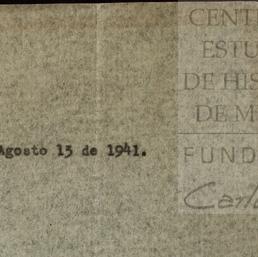 CENT
ESTU
DE HIS
DE M
Agosto 13 de 1941.
FUND
Carl